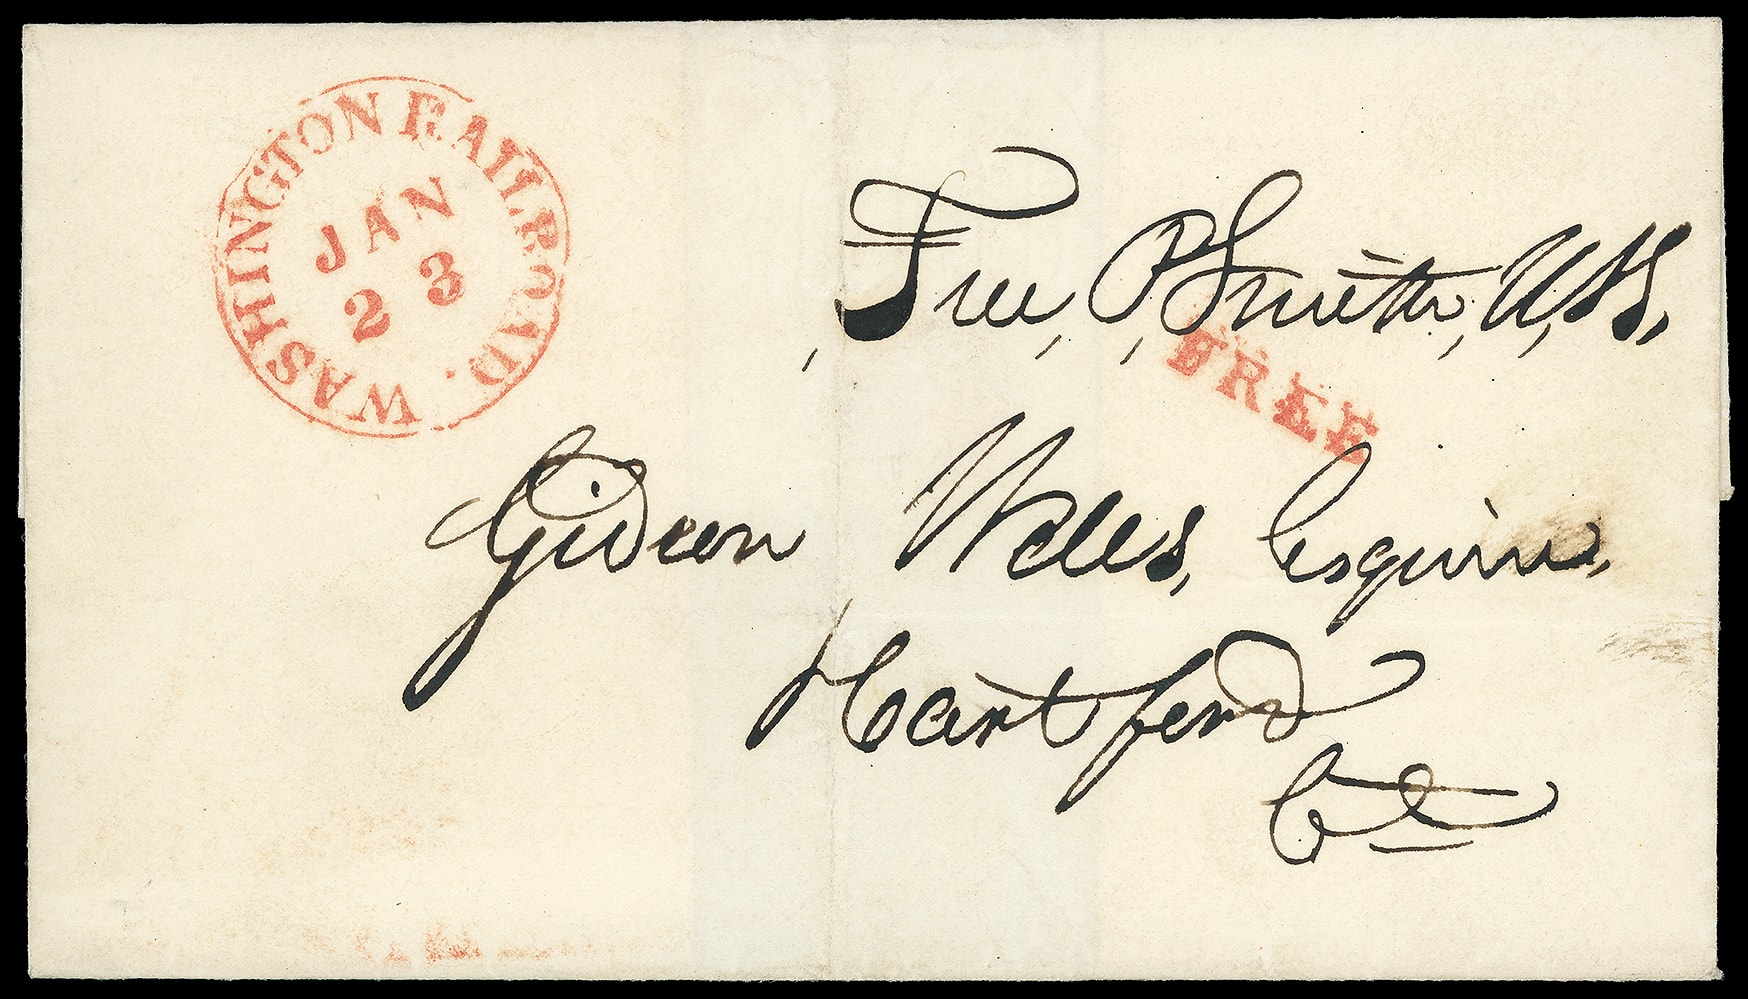 WASHINGTON RAILROAD.
JAN
23
Free, P. Smith, U.S.S.
FREE
Gideon Welles, Esquire,
Hartford
Ct